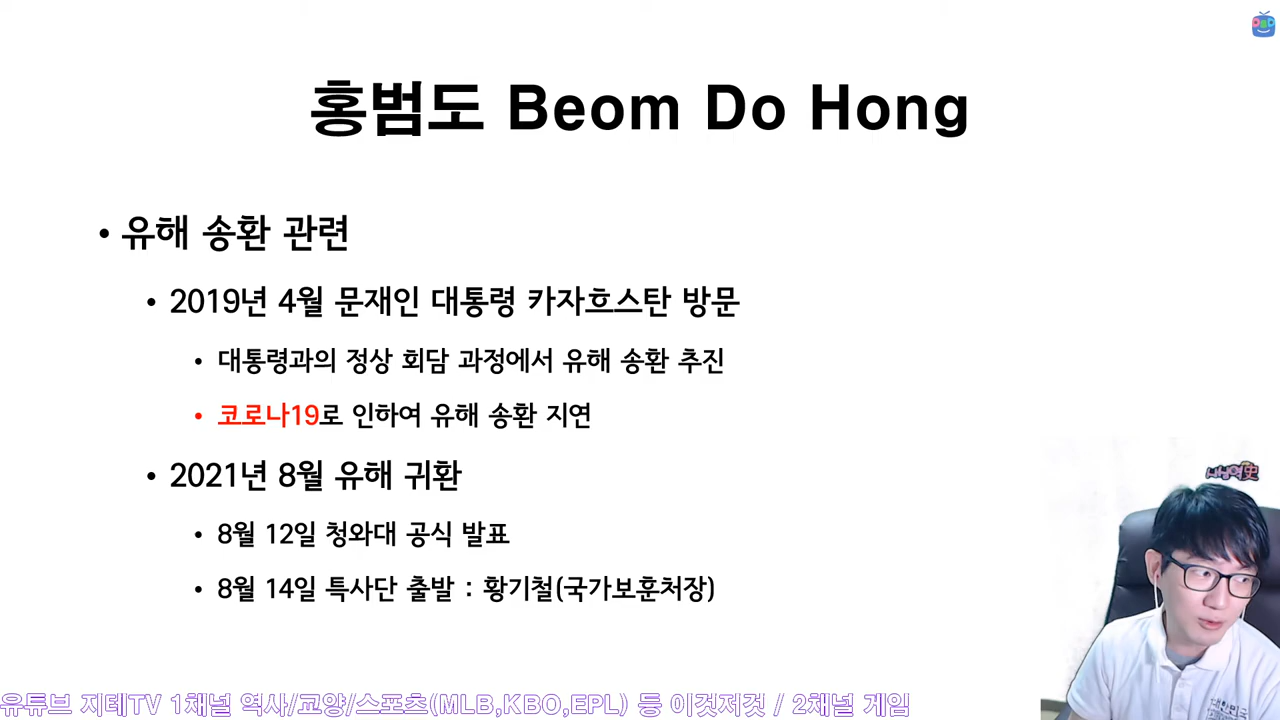 홍범도 Beom Do Hong
• 유해 송환 관련
• 2019년 4월 문재인 대통령 카자흐스탄 방문
• 대통령과의 정상 회담 과정에서 유해 송환 추진
• 코로나19로 인하여 유해 송환 지연
• 2021년 8월 유해 귀환
• 8월 12일 청와대 공식 발표
• 8월 14일 특사단 출발 : 황기철(국가보훈처장)
대한민국
유튜브 지테TV 1채널 역사/교양/스포츠(MLB,KBO,EPL) 등 이것저것 / 2채널 게임